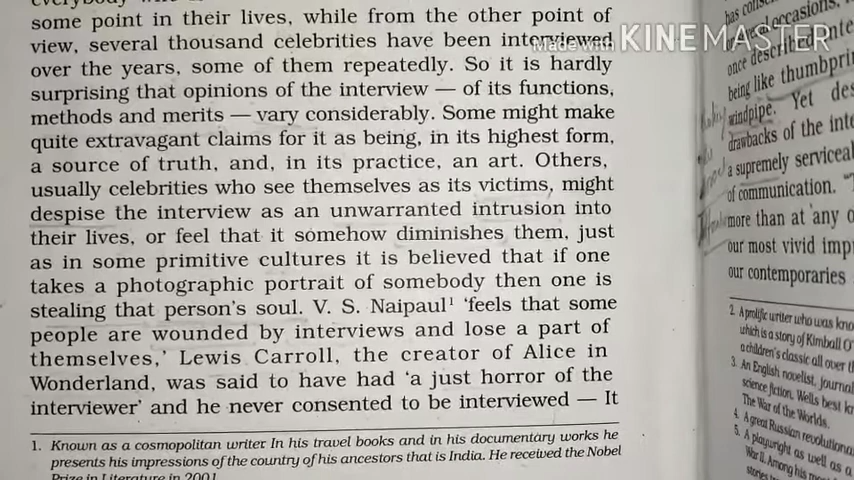 some point in their lives, while from the other point of
view, several thousand celebrities have been interviewed
over the years, some of them repeatedly. So it is hardly
surprising that opinions of the interview — of its functions,
methods and merits — vary considerably. Some might make
quite extravagant claims for it as being, in its highest form,
a source of truth, and, in its practice, an art. Others,
usually celebrities who see themselves as its victims, might
despise the interview as an unwarranted intrusion into
their lives, or feel that it somehow diminishes them, just
as in some primitive cultures it is believed that if one
takes a photographic portrait of somebody then one is
stealing that person's soul. V. S. Naipaul¹ 'feels that some
people are wounded by interviews and lose a part of
themselves,' Lewis Carroll, the creator of Alice in
Wonderland, was said to have had 'a just horror of the
interviewer' and he never consented to be interviewed — It
1. Known as a cosmopolitan writer In his travel books and in his documentary works he
presents his impressions of the country of his ancestors that is India. He received the Nobel
Prize in Literature in 2001
Made with KINEMASTER
occasions,
once described
being like
windpipe. Yet
drawbacks of the
a supremely
of communication.
more than at any
our most vivid
our contemporaries
2. A prolific writer who was
which is a story of Kimball O'
a children's classic all over
3. An English novelist,
science fiction. Wells best
The War of the Worlds.
4. A great Russian
5. A playwright as well as a
War II. Among his